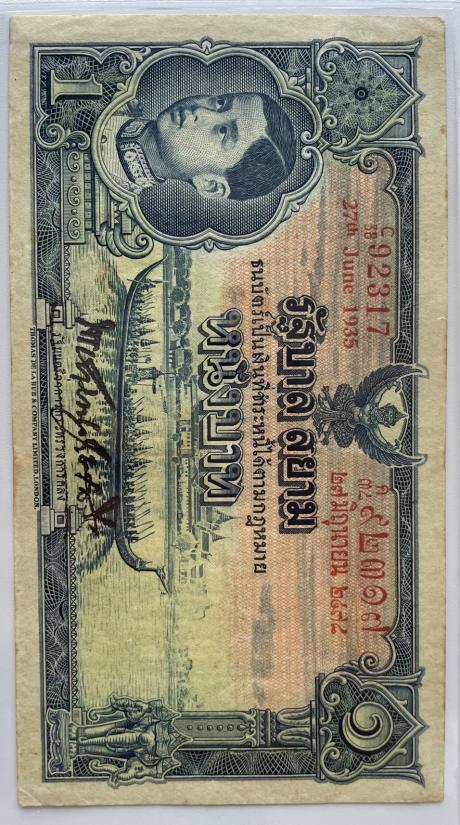 92317
27th June 1935
๙๒๓๑๗
๒๗ มิถุนายน ๒๔๗๘
รัฐบาล สยาม
ธนบัตร์เป็นเงินที่ชำระหนี้ได้ตามกฎหมาย
หนึ่งบาท
1
๑
THOMAS DE LA RUE & COMPANY LIMITED, LONDON.